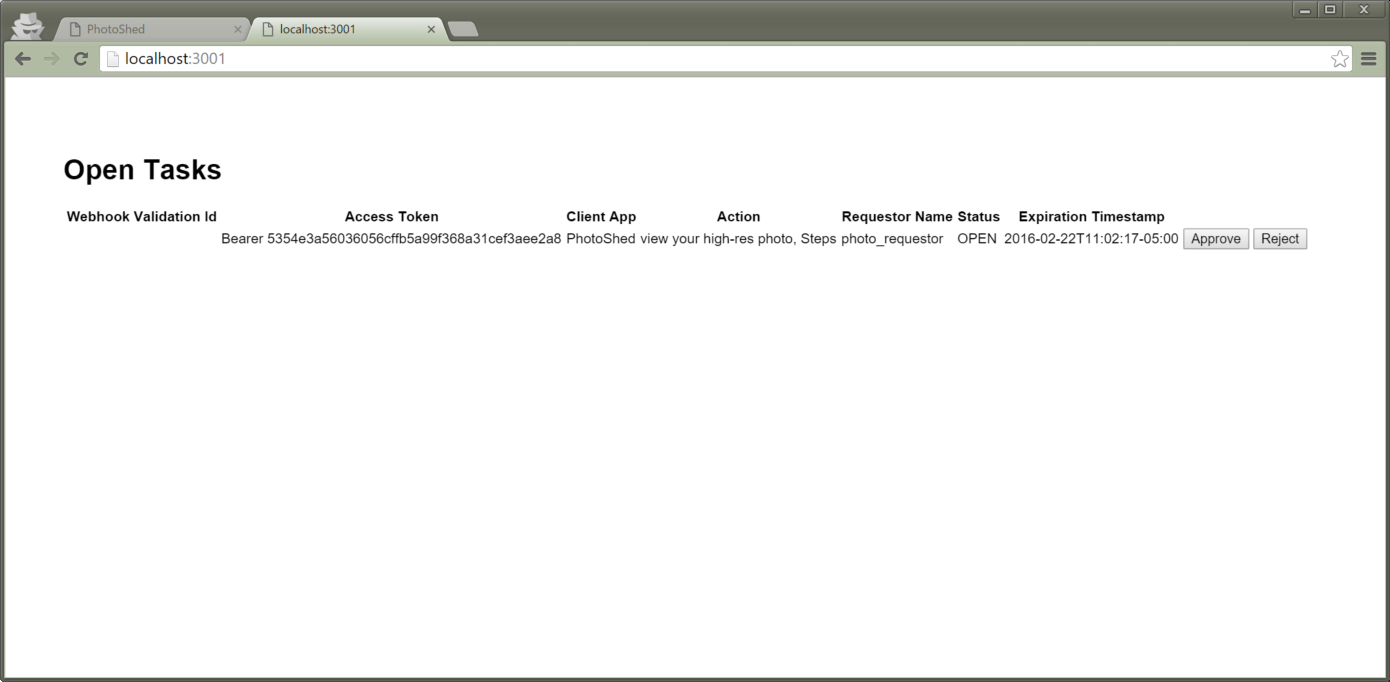 PhotoShed
localhost:3001
localhost:3001
Open Tasks
Webhook Validation Id Access Token Client App Action Requestor Name Status Expiration Timestamp
Bearer 5354e3a56036056cffb5a99f368a31cef3aee2a8 PhotoShed view your high-res photo, Steps photo_requestor OPEN 2016-02-22T11:02:17-05:00 Approve Reject